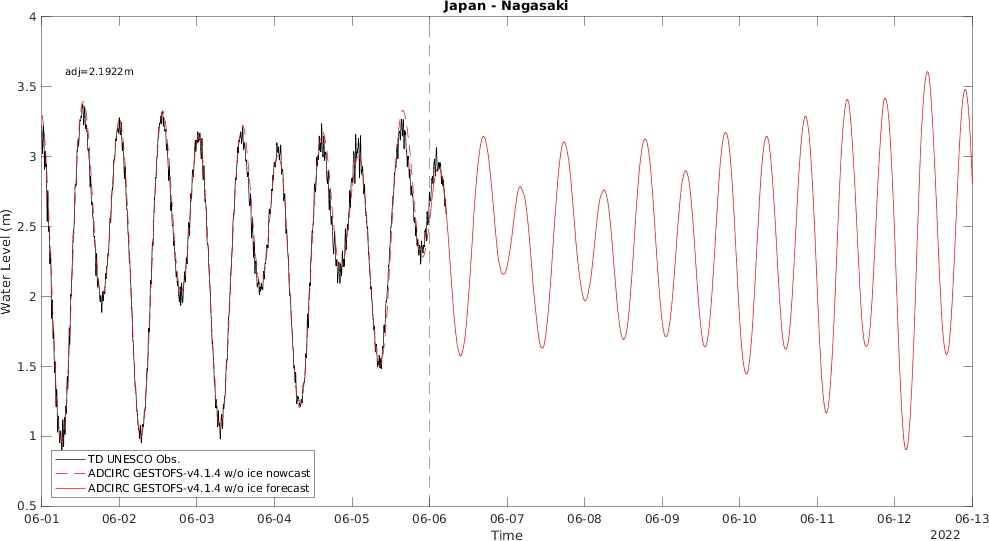 Japan - Nagasaki
4
3.5
3
2.5
2
1.5
1
0.5
Water Level (m)
adj=2.1922m
TD UNESCO Obs.
ADCIRC GESTOFS-v4.1.4 w/o ice nowcast
ADCIRC GESTOFS-v4.1.4 w/o ice forecast
06-01 06-02 06-03 06-04 06-05 06-06 06-07 06-08 06-09 06-10 06-11 06-12 06-13
Time
2022